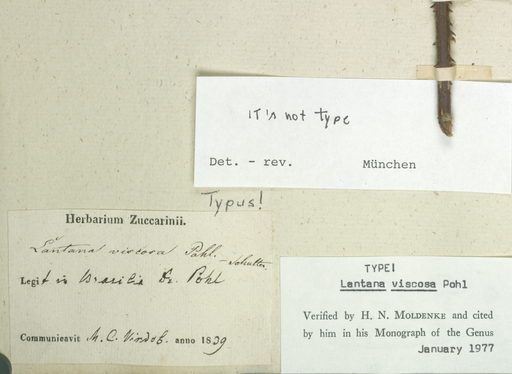 It's not type
Det. - rev. München
Typus!
Herbarium Zuccarinii.
Lantana viscosa Pohl. - Schutter
Legit in Brasilia Dr. Pohl
Communicavit M. C. Vindob. anno 1839
TYPE!
Lantana viscosa Pohl
Verified by H. N. MOLDENKE and cited
by him in his Monograph of the Genus
January 1977